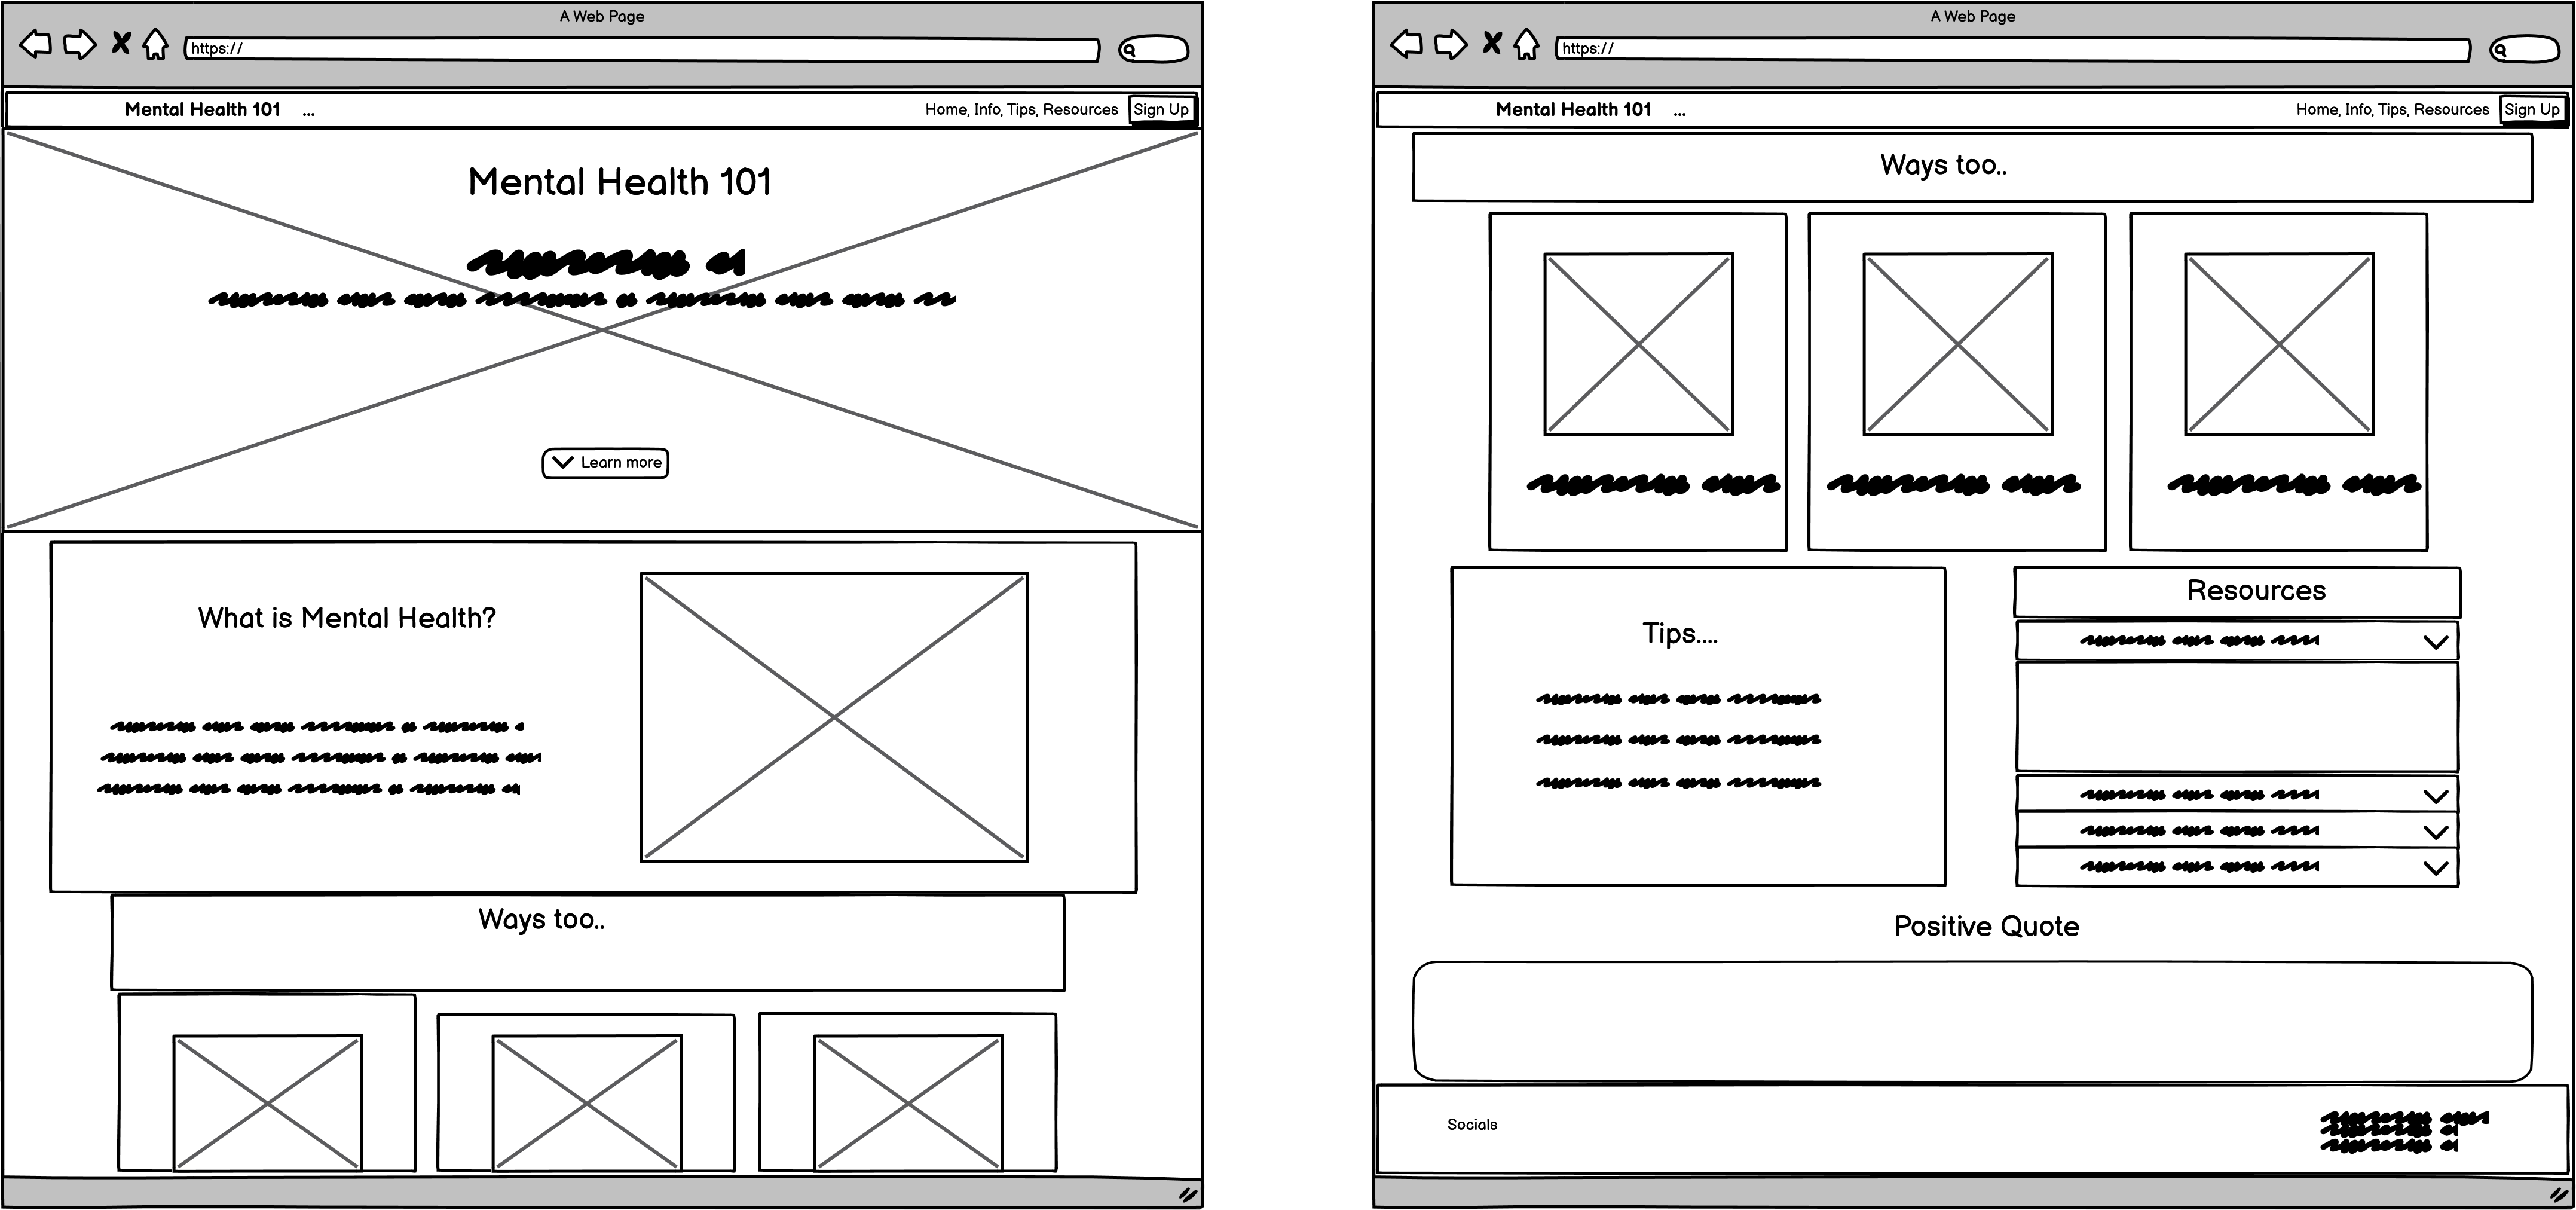 A Web Page
https://
Mental Health 101 ... Home, Info, Tips, Resources Sign Up
Mental Health 101
Learn more
What is Mental Health?
Ways too..
A Web Page
https://
Mental Health 101 ... Home, Info, Tips, Resources Sign Up
Ways too..
Tips....
Resources
Positive Quote
Socials